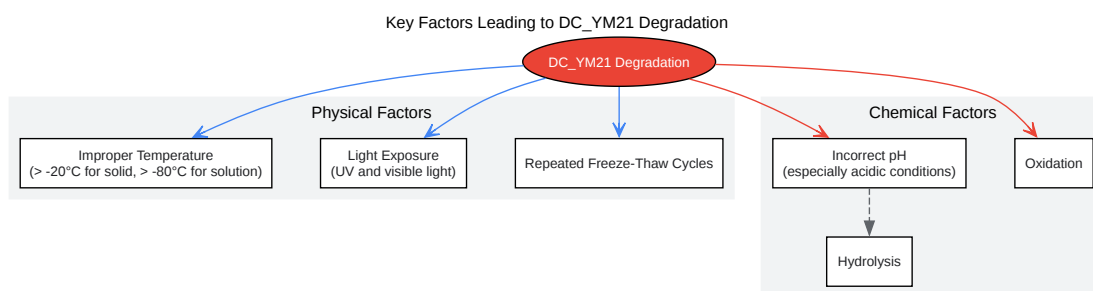 Key Factors Leading to DC_YM21 Degradation
DC_YM21 Degradation
Physical Factors
Improper Temperature
(> -20°C for solid, > -80°C for solution)
Light Exposure
(UV and visible light)
Repeated Freeze-Thaw Cycles
Chemical Factors
Incorrect pH
(especially acidic conditions)
Oxidation
Hydrolysis